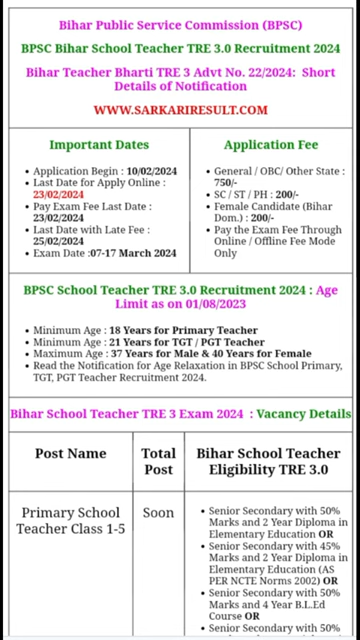 Bihar Public Service Commission (BPSC)
BPSC Bihar School Teacher TRE 3.0 Recruitment 2024
Bihar Teacher Bharti TRE 3 Advt No. 22/2024: Short
Details of Notification
WWW.SARKARIRESULT.COM
Important Dates
• Application Begin : 10/02/2024
• Last Date for Apply Online :
23/02/2024
• Pay Exam Fee Last Date :
23/02/2024
• Last Date with Late Fee :
25/02/2024
• Exam Date :07-17 March 2024
Application Fee
• General / OBC/ Other State :
750/-
• SC / ST / PH : 200/-
• Female Candidate (Bihar
Dom.) : 200/-
• Pay the Exam Fee Through
Online / Offline Fee Mode
Only
BPSC School Teacher TRE 3.0 Recruitment 2024 : Age
Limit as on 01/08/2023
• Minimum Age : 18 Years for Primary Teacher
• Minimum Age : 21 Years for TGT / PGT Teacher
• Maximum Age : 37 Years for Male & 40 Years for Female
• Read the Notification for Age Relaxation in BPSC School Primary,
TGT, PGT Teacher Recruitment 2024.
Bihar School Teacher TRE 3 Exam 2024 : Vacancy Details
Post Name
Total
Post
Bihar School Teacher
Eligibility TRE 3.0
Primary School
Teacher Class 1-5
Soon
• Senior Secondary with 50%
Marks and 2 Year Diploma in
Elementary Education OR
• Senior Secondary with 45%
Marks and 2 Year Diploma in
Elementary Education (AS
PER NCTE Norms 2002) OR
• Senior Secondary with 50%
Marks and 4 Year B.L.Ed
Course OR
• Senior Secondary with 50%